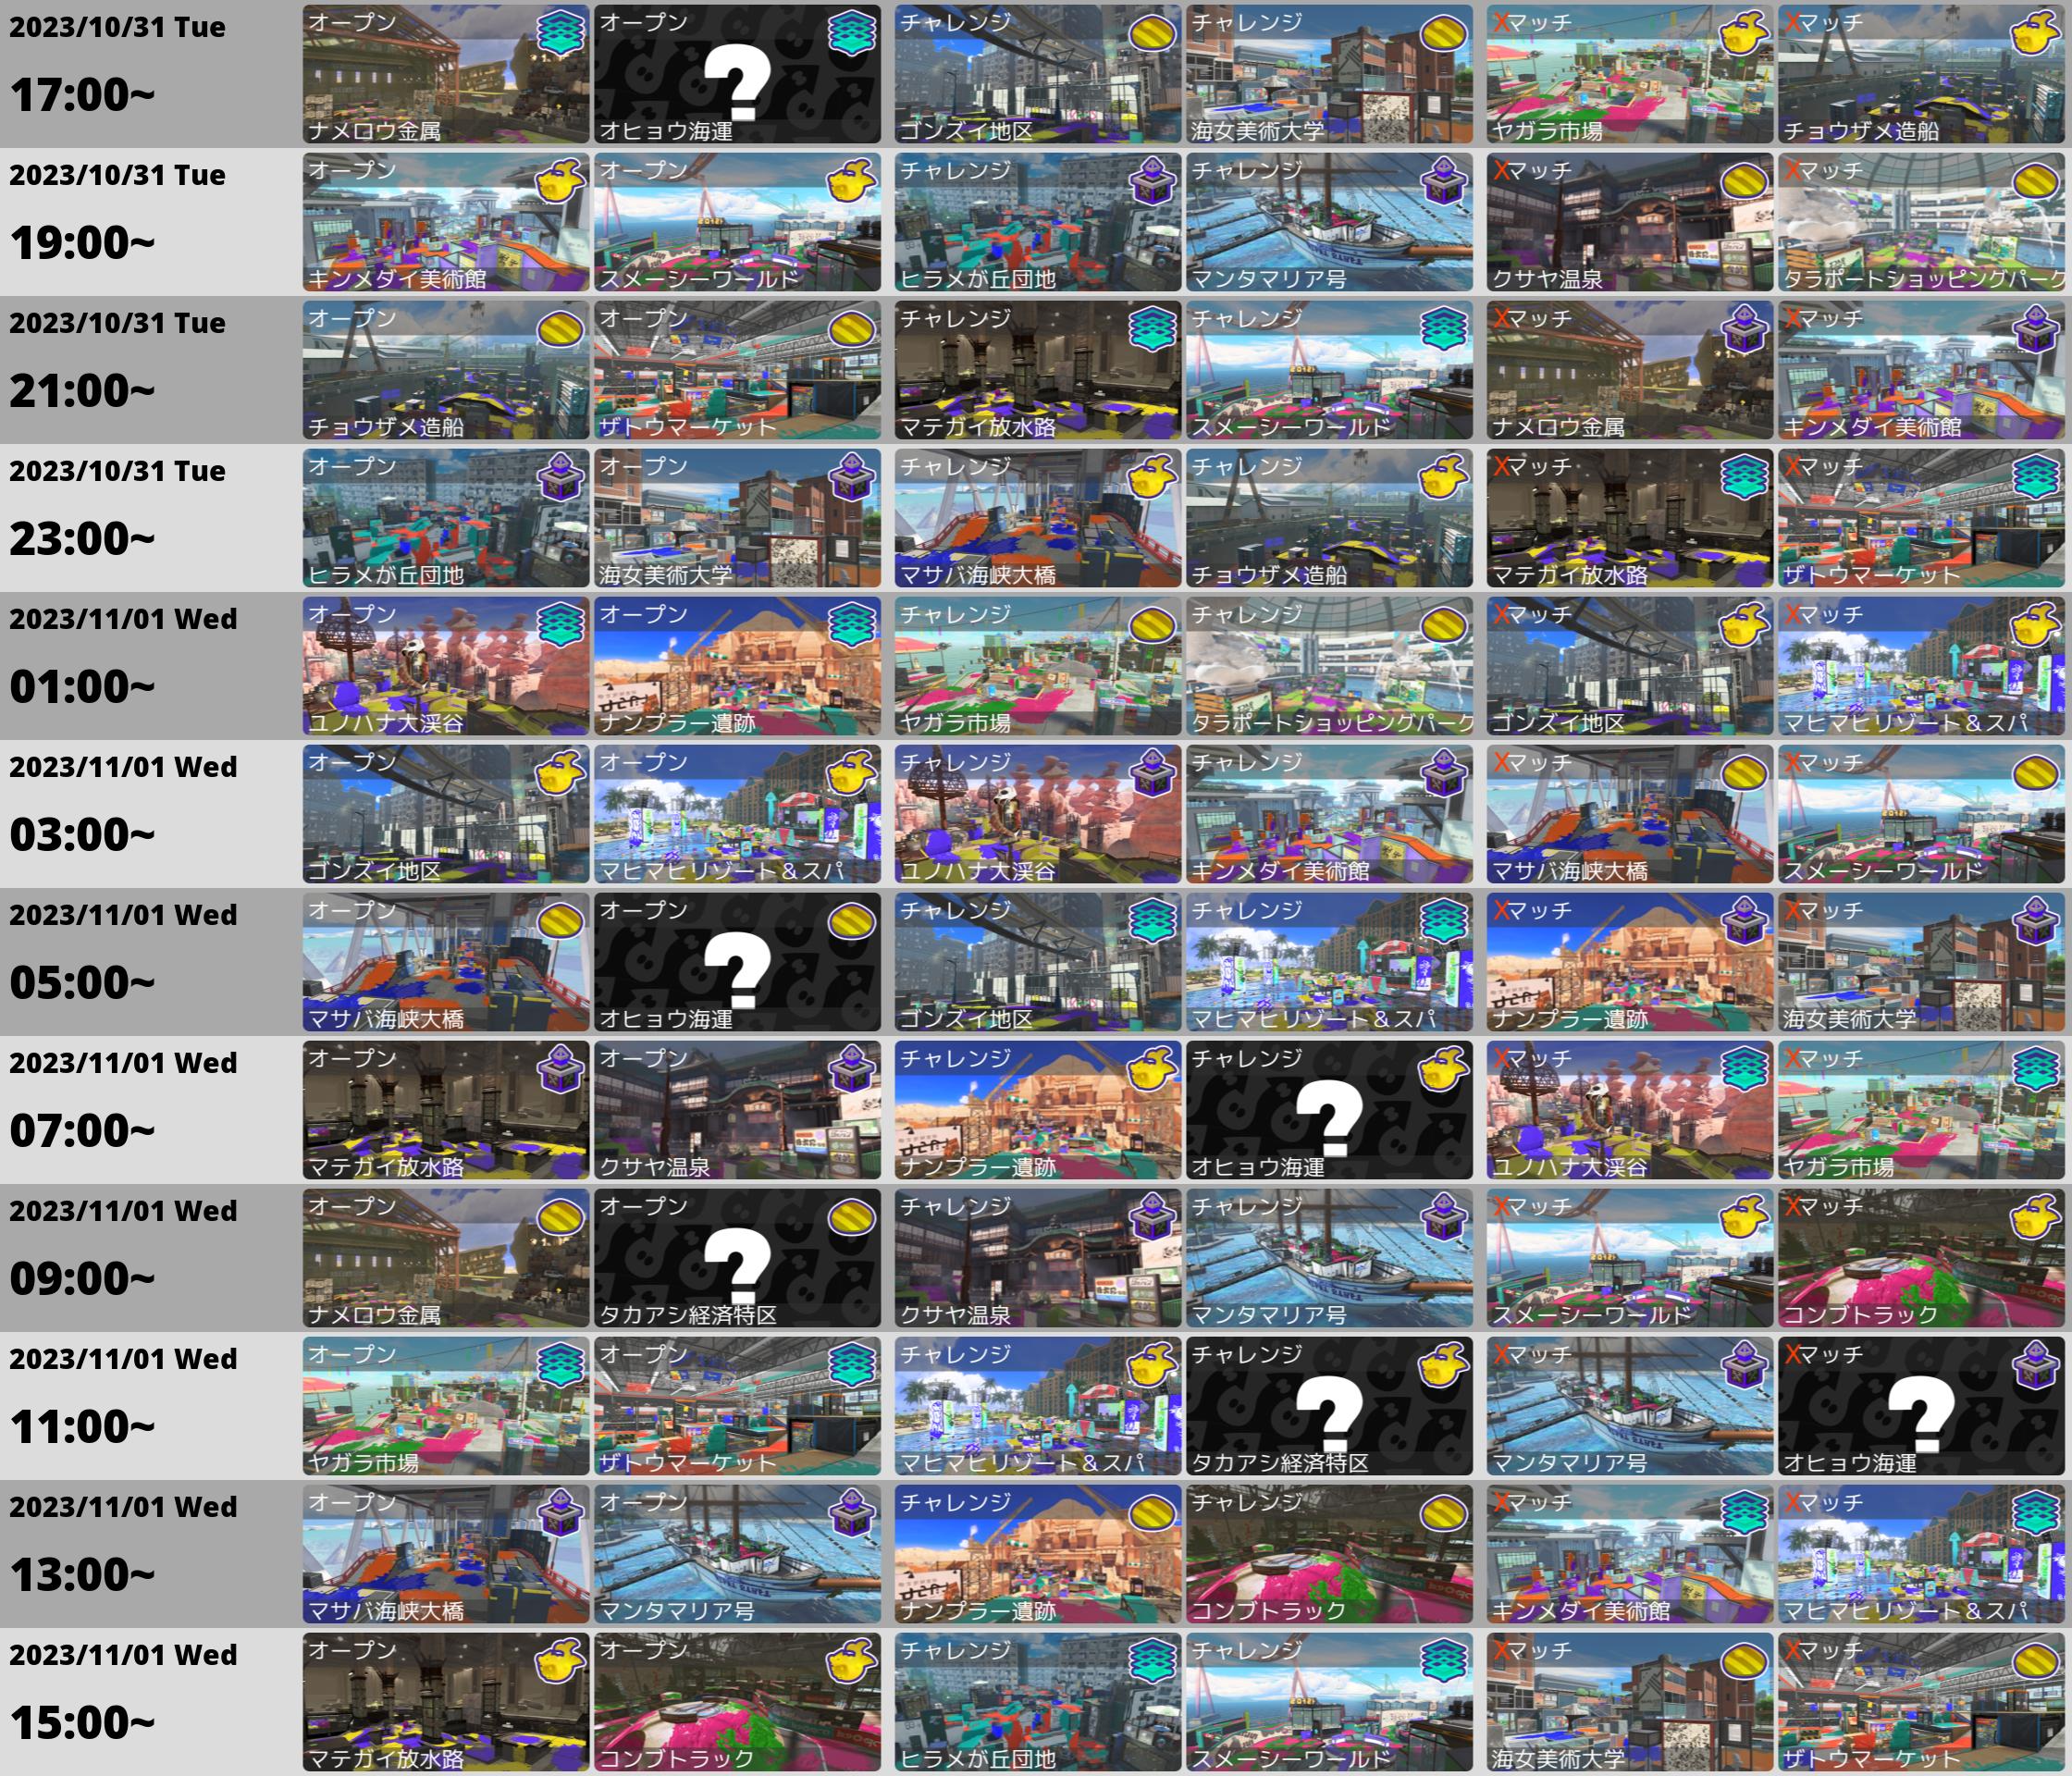 2023/10/31 Tue
17:00~
オープン オープン チャレンジ チャレンジ Xマッチ Xマッチ
ナメロウ金属 オヒョウ海運 ゴンズイ地区 海女美術大学 ヤガラ市場 チョウザメ造船
2023/10/31 Tue
19:00~
オープン オープン チャレンジ チャレンジ Xマッチ Xマッチ
キンメダイ美術館 スメーシーワールド ヒラメが丘団地 マンタマリア号 クサヤ温泉 タラポートショッピングパーク
2023/10/31 Tue
21:00~
オープン オープン チャレンジ チャレンジ Xマッチ Xマッチ
チョウザメ造船 ザトウマーケット マテガイ放水路 スメーシーワールド ナメロウ金属 キンメダイ美術館
2023/10/31 Tue
23:00~
オープン オープン チャレンジ チャレンジ Xマッチ Xマッチ
ヒラメが丘団地 海女美術大学 マサバ海峡大橋 チョウザメ造船 マテガイ放水路 ザトウマーケット
2023/11/01 Wed
01:00~
オープン オープン チャレンジ チャレンジ Xマッチ Xマッチ
ユノハナ大渓谷 ナンプラー遺跡 ヤガラ市場 タラポートショッピングパーク ゴンズイ地区 マヒマヒリゾート＆スパ
2023/11/01 Wed
03:00~
オープン オープン チャレンジ チャレンジ Xマッチ Xマッチ
ゴンズイ地区 マヒマヒリゾート＆スパ ユノハナ大渓谷 キンメダイ美術館 マサバ海峡大橋 スメーシーワールド
2023/11/01 Wed
05:00~
オープン オープン チャレンジ チャレンジ Xマッチ Xマッチ
マサバ海峡大橋 オヒョウ海運 ゴンズイ地区 マヒマヒリゾート＆スパ ナンプラー遺跡 海女美術大学
2023/11/01 Wed
07:00~
オープン オープン チャレンジ チャレンジ Xマッチ Xマッチ
マテガイ放水路 クサヤ温泉 ナンプラー遺跡 オヒョウ海運 ユノハナ大渓谷 ヤガラ市場
2023/11/01 Wed
09:00~
オープン オープン チャレンジ チャレンジ Xマッチ Xマッチ
ナメロウ金属 タカアシ経済特区 クサヤ温泉 マンタマリア号 スメーシーワールド コンブトラック
2023/11/01 Wed
11:00~
オープン オープン チャレンジ チャレンジ Xマッチ Xマッチ
ヤガラ市場 ザトウマーケット マヒマヒリゾート＆スパ タカアシ経済特区 マンタマリア号 オヒョウ海運
2023/11/01 Wed
13:00~
オープン オープン チャレンジ チャレンジ Xマッチ Xマッチ
マサバ海峡大橋 マンタマリア号 ナンプラー遺跡 コンブトラック キンメダイ美術館 マヒマヒリゾート＆スパ
2023/11/01 Wed
15:00~
オープン オープン チャレンジ チャレンジ Xマッチ Xマッチ
マテガイ放水路 コンブトラック ヒラメが丘団地 スメーシーワールド 海女美術大学 ザトウマーケット